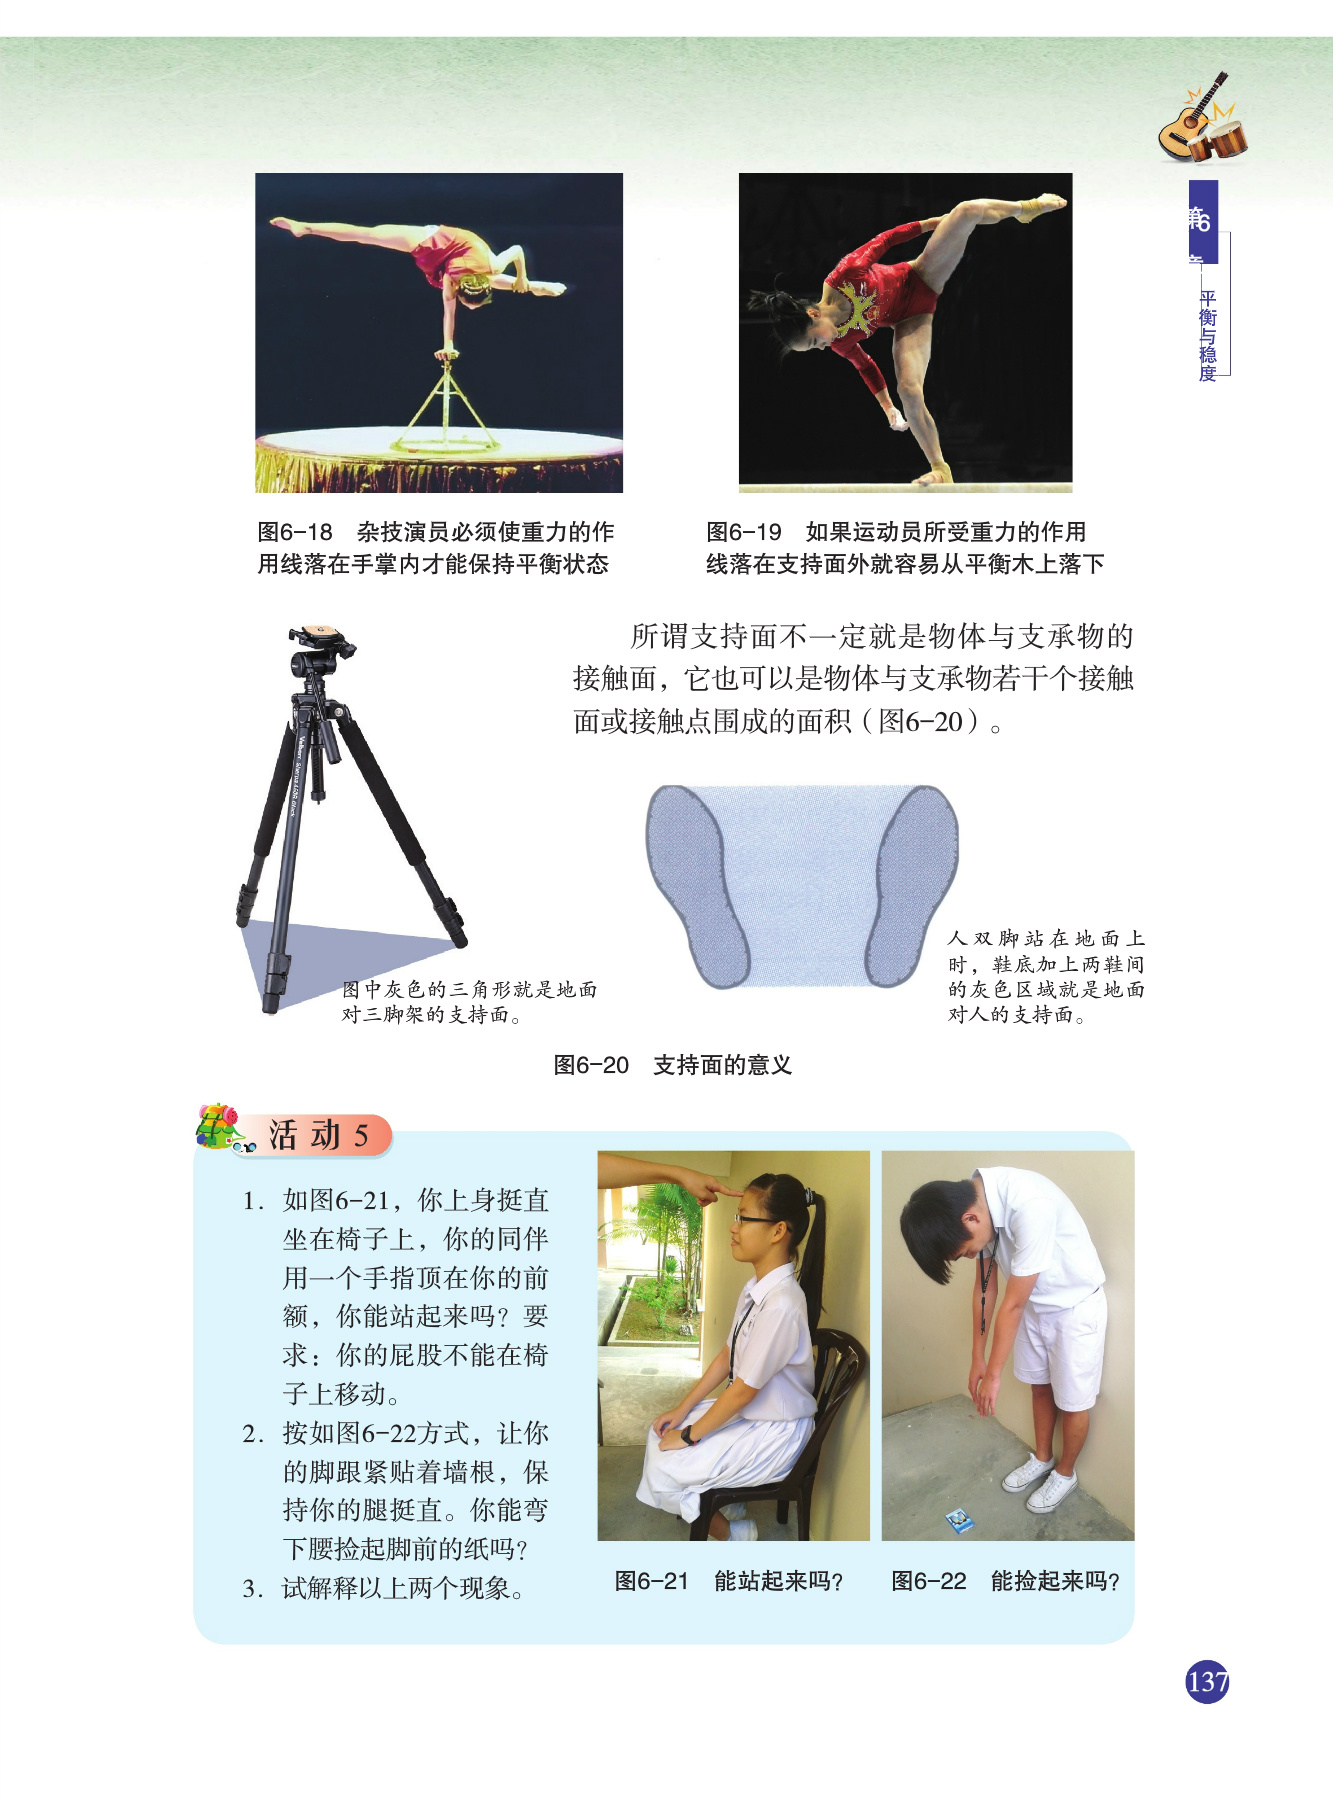 第6章
平衡与稳度
图6-18 杂技演员必须使重力的作
用线落在手掌内才能保持平衡状态
图6-19 如果运动员所受重力的作用
线落在支持面外就容易从平衡木上落下
所谓支持面不一定就是物体与支承物的
接触面，它也可以是物体与支承物若干个接触
面或接触点围成的面积（图6-20）。
图中灰色的三角形就是地面
对三脚架的支持面。
人双脚站在地面上
时，鞋底加上两鞋间
的灰色区域就是地面
对人的支持面。
图6-20 支持面的意义
活动5
1. 如图6-21，你上身挺直
坐在椅子上，你的同伴
用一个手指顶在你的前
额，你能站起来吗？要
求：你的屁股不能在椅
子上移动。
2. 按如图6-22方式，让你
的脚跟紧贴着墙根，保
持你的腿挺直。你能弯
下腰捡起脚前的纸吗？
3. 试解释以上两个现象。
图6-21 能站起来吗？
图6-22 能捡起来吗？
137